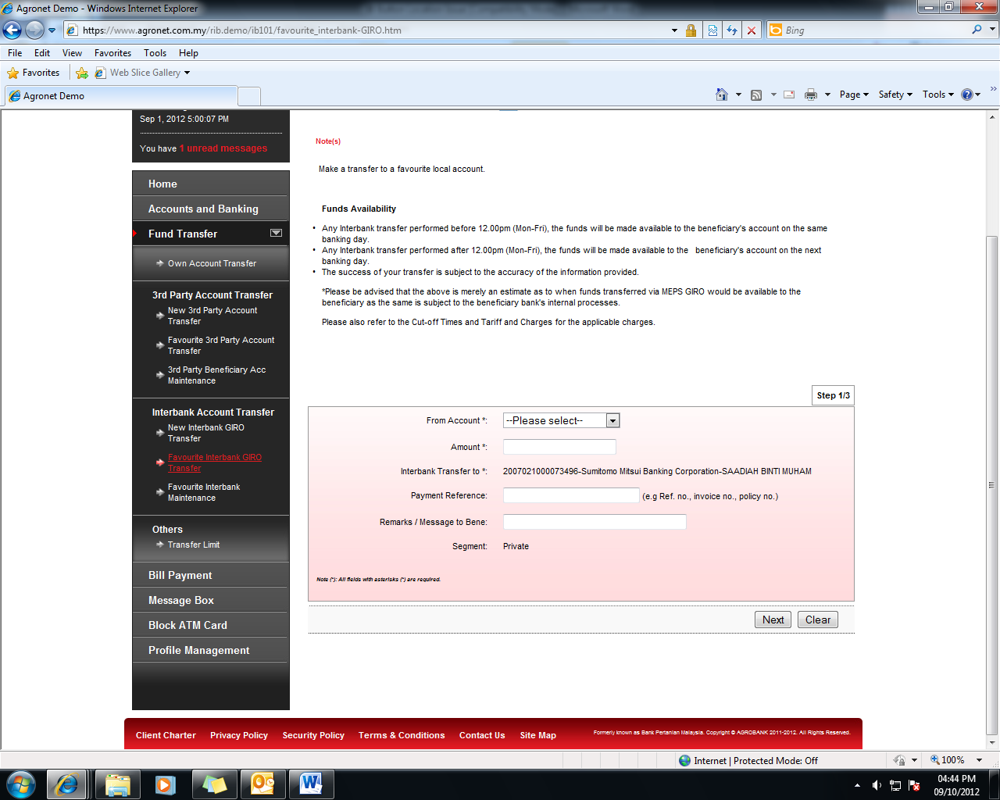 Agronet Demo - Windows Internet Explorer
https://www.agronet.com.my/rib.demo/ib101/favourite_interbank-GIRO.htm
Bing
File Edit View Favorites Tools Help
Favorites Web Slice Gallery
Agronet Demo
Page Safety Tools
Sep 1, 2012 5:00:07 PM
You have 1 unread messages
Home
Accounts and Banking
Fund Transfer
Own Account Transfer
3rd Party Account Transfer
New 3rd Party Account
Transfer
Favourite 3rd Party Account
Transfer
3rd Party Beneficiary Acc
Maintenance
Interbank Account Transfer
New Interbank GIRO
Transfer
Favourite Interbank GIRO
Transfer
Favourite Interbank
Maintenance
Others
Transfer Limit
Bill Payment
Message Box
Block ATM Card
Profile Management
Note(s)
Make a transfer to a favourite local account.
Funds Availability
• Any Interbank transfer performed before 12.00pm (Mon-Fri), the funds will be made available to the beneficiary's account on the same
banking day.
• Any Interbank transfer performed after 12.00pm (Mon-Fri), the funds will be made available to the beneficiary's account on the next
banking day.
• The success of your transfer is subject to the accuracy of the information provided.
*Please be advised that the above is merely an estimate as to when funds transferred via MEPS GIRO would be available to the
beneficiary as the same is subject to the beneficiary bank's internal processes.
Please also refer to the Cut-off Times and Tariff and Charges for the applicable charges.
Step 1/3
From Account *: --Please select--
Amount *:
Interbank Transfer to *: 2007021000073496-Sumitomo Mitsui Banking Corporation-SAADIAH BINTI MUHAM
Payment Reference: (e.g Ref. no., invoice no., policy no.)
Remarks / Message to Bene:
Segment: Private
Note (*): All fields with asterisks (*) are required.
Next Clear
Client Charter Privacy Policy Security Policy Terms & Conditions Contact Us Site Map
Formerly known as Bank Pertanian Malaysia. Copyright © AGROBANK 2011-2012. All Rights Reserved.
Internet | Protected Mode: Off
100%
04:44 PM
09/10/2012